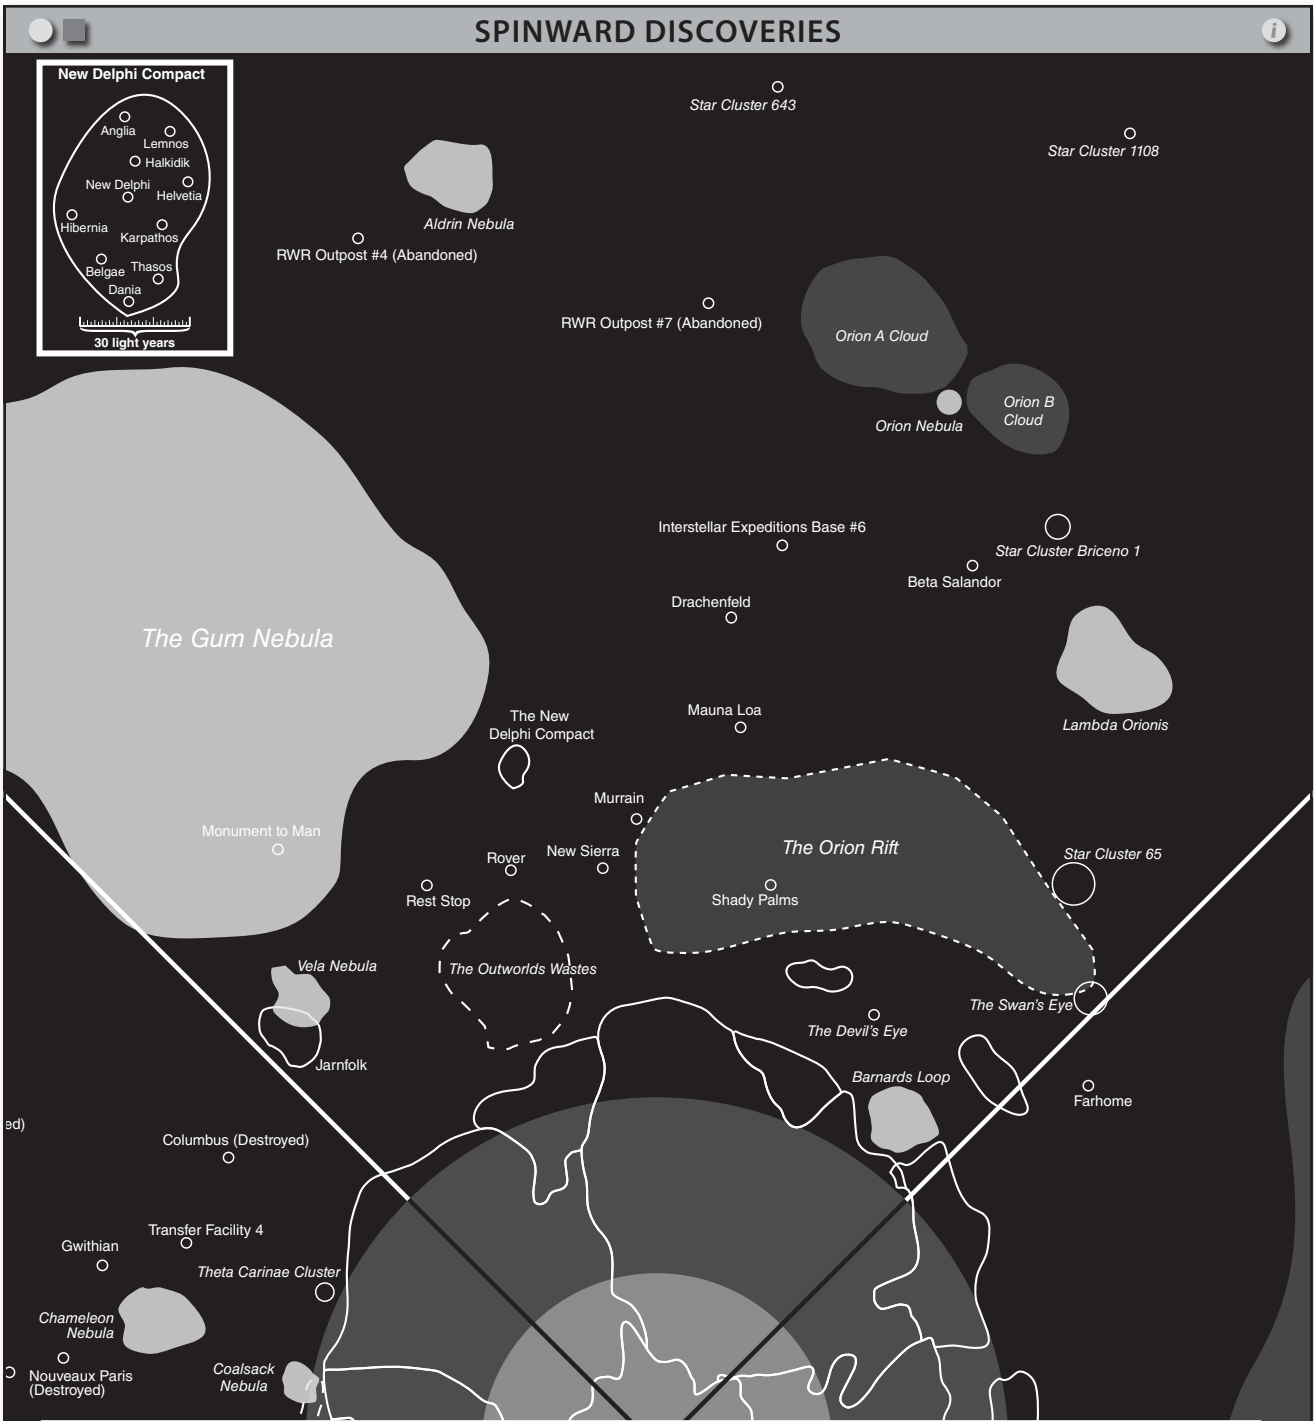 SPINWARD DISCOVERIES
i
New Delphi Compact
Anglia
Lemnos
Halkidik
New Delphi
Helvetia
Hibernia
Karpathos
Belgae
Thasos
Dania
30 light years
Star Cluster 643
Star Cluster 1108
Aldrin Nebula
RWR Outpost #4 (Abandoned)
RWR Outpost #7 (Abandoned)
Orion A Cloud
Orion B
Cloud
Orion Nebula
Interstellar Expeditions Base #6
Star Cluster Briceno 1
Beta Salandor
Drachenfeld
The Gum Nebula
Mauna Loa
The New
Delphi Compact
Lambda Orionis
Murrain
Monument to Man
The Orion Rift
New Sierra
Star Cluster 65
Rover
Rest Stop
Shady Palms
Vela Nebula
The Outworlds Wastes
The Swan's Eye
The Devil's Eye
Jarnfolk
Barnards Loop
Farhome
ed)
Columbus (Destroyed)
Transfer Facility 4
Gwithian
Theta Carinae Cluster
Chameleon
Nebula
Coalsack
Nebula
Nouveaux Paris
(Destroyed)